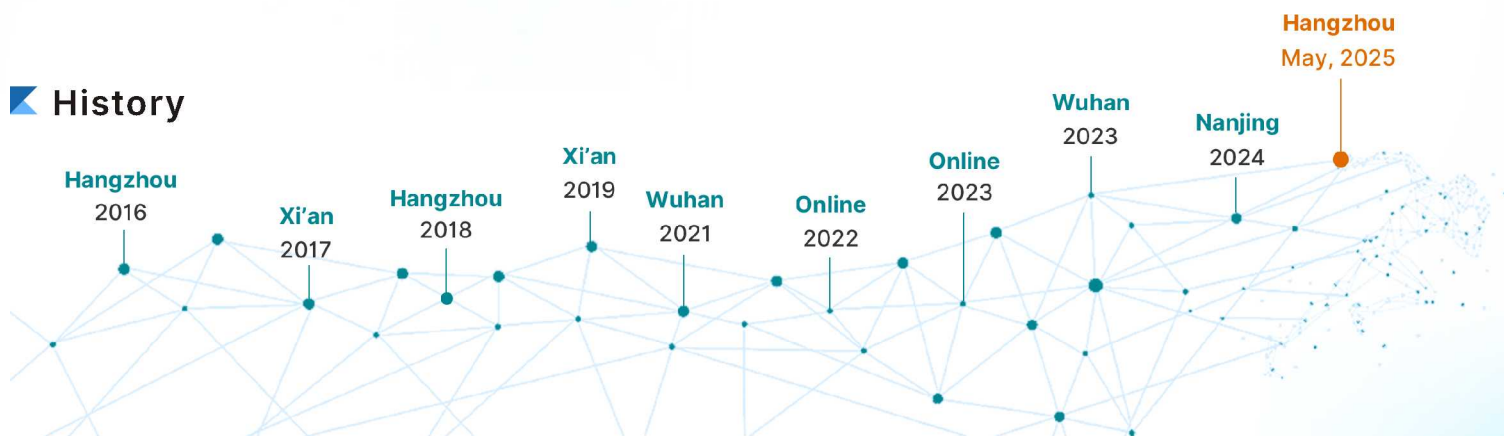 History
Hangzhou
2016
Xi’an
2017
Hangzhou
2018
Xi’an
2019
Wuhan
2021
Online
2022
Online
2023
Wuhan
2023
Nanjing
2024
Hangzhou
May, 2025